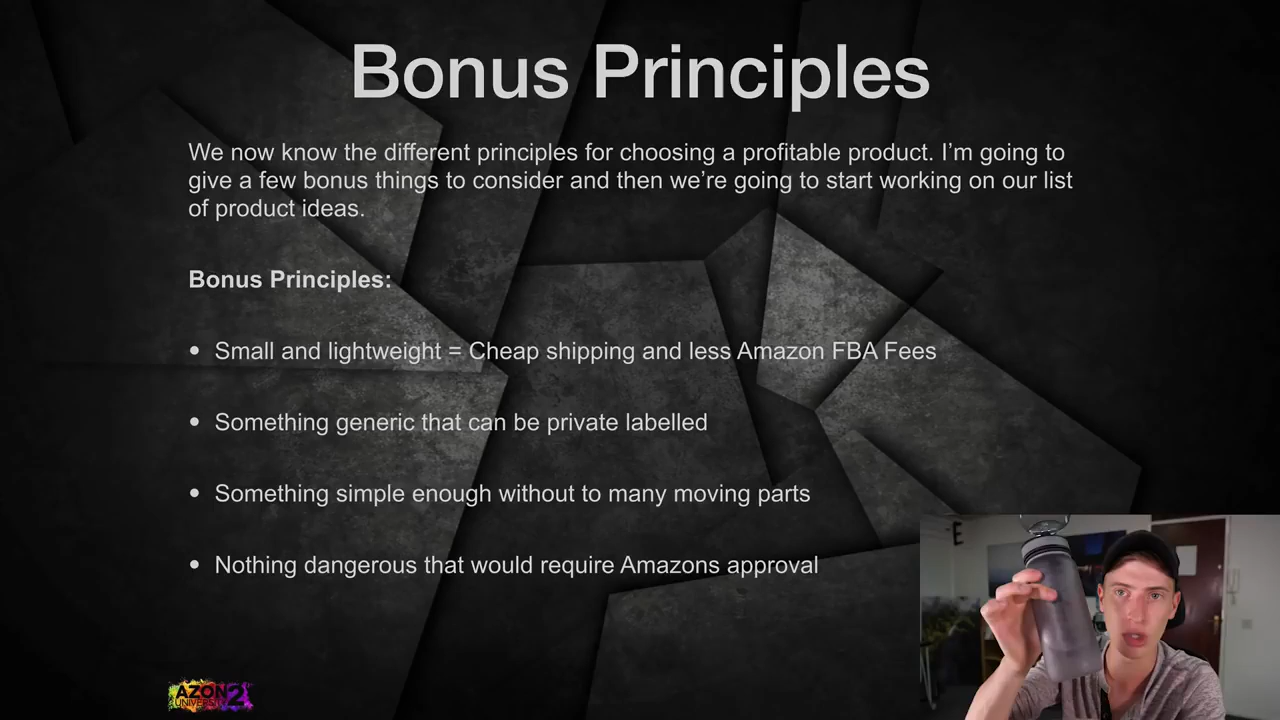 Bonus Principles
We now know the different principles for choosing a profitable product. I’m going to
give a few bonus things to consider and then we’re going to start working on our list
of product ideas.
Bonus Principles:
• Small and lightweight = Cheap shipping and less Amazon FBA Fees
• Something generic that can be private labelled
• Something simple enough without to many moving parts
• Nothing dangerous that would require Amazons approval
E
AZON 2
UNIVERSITY